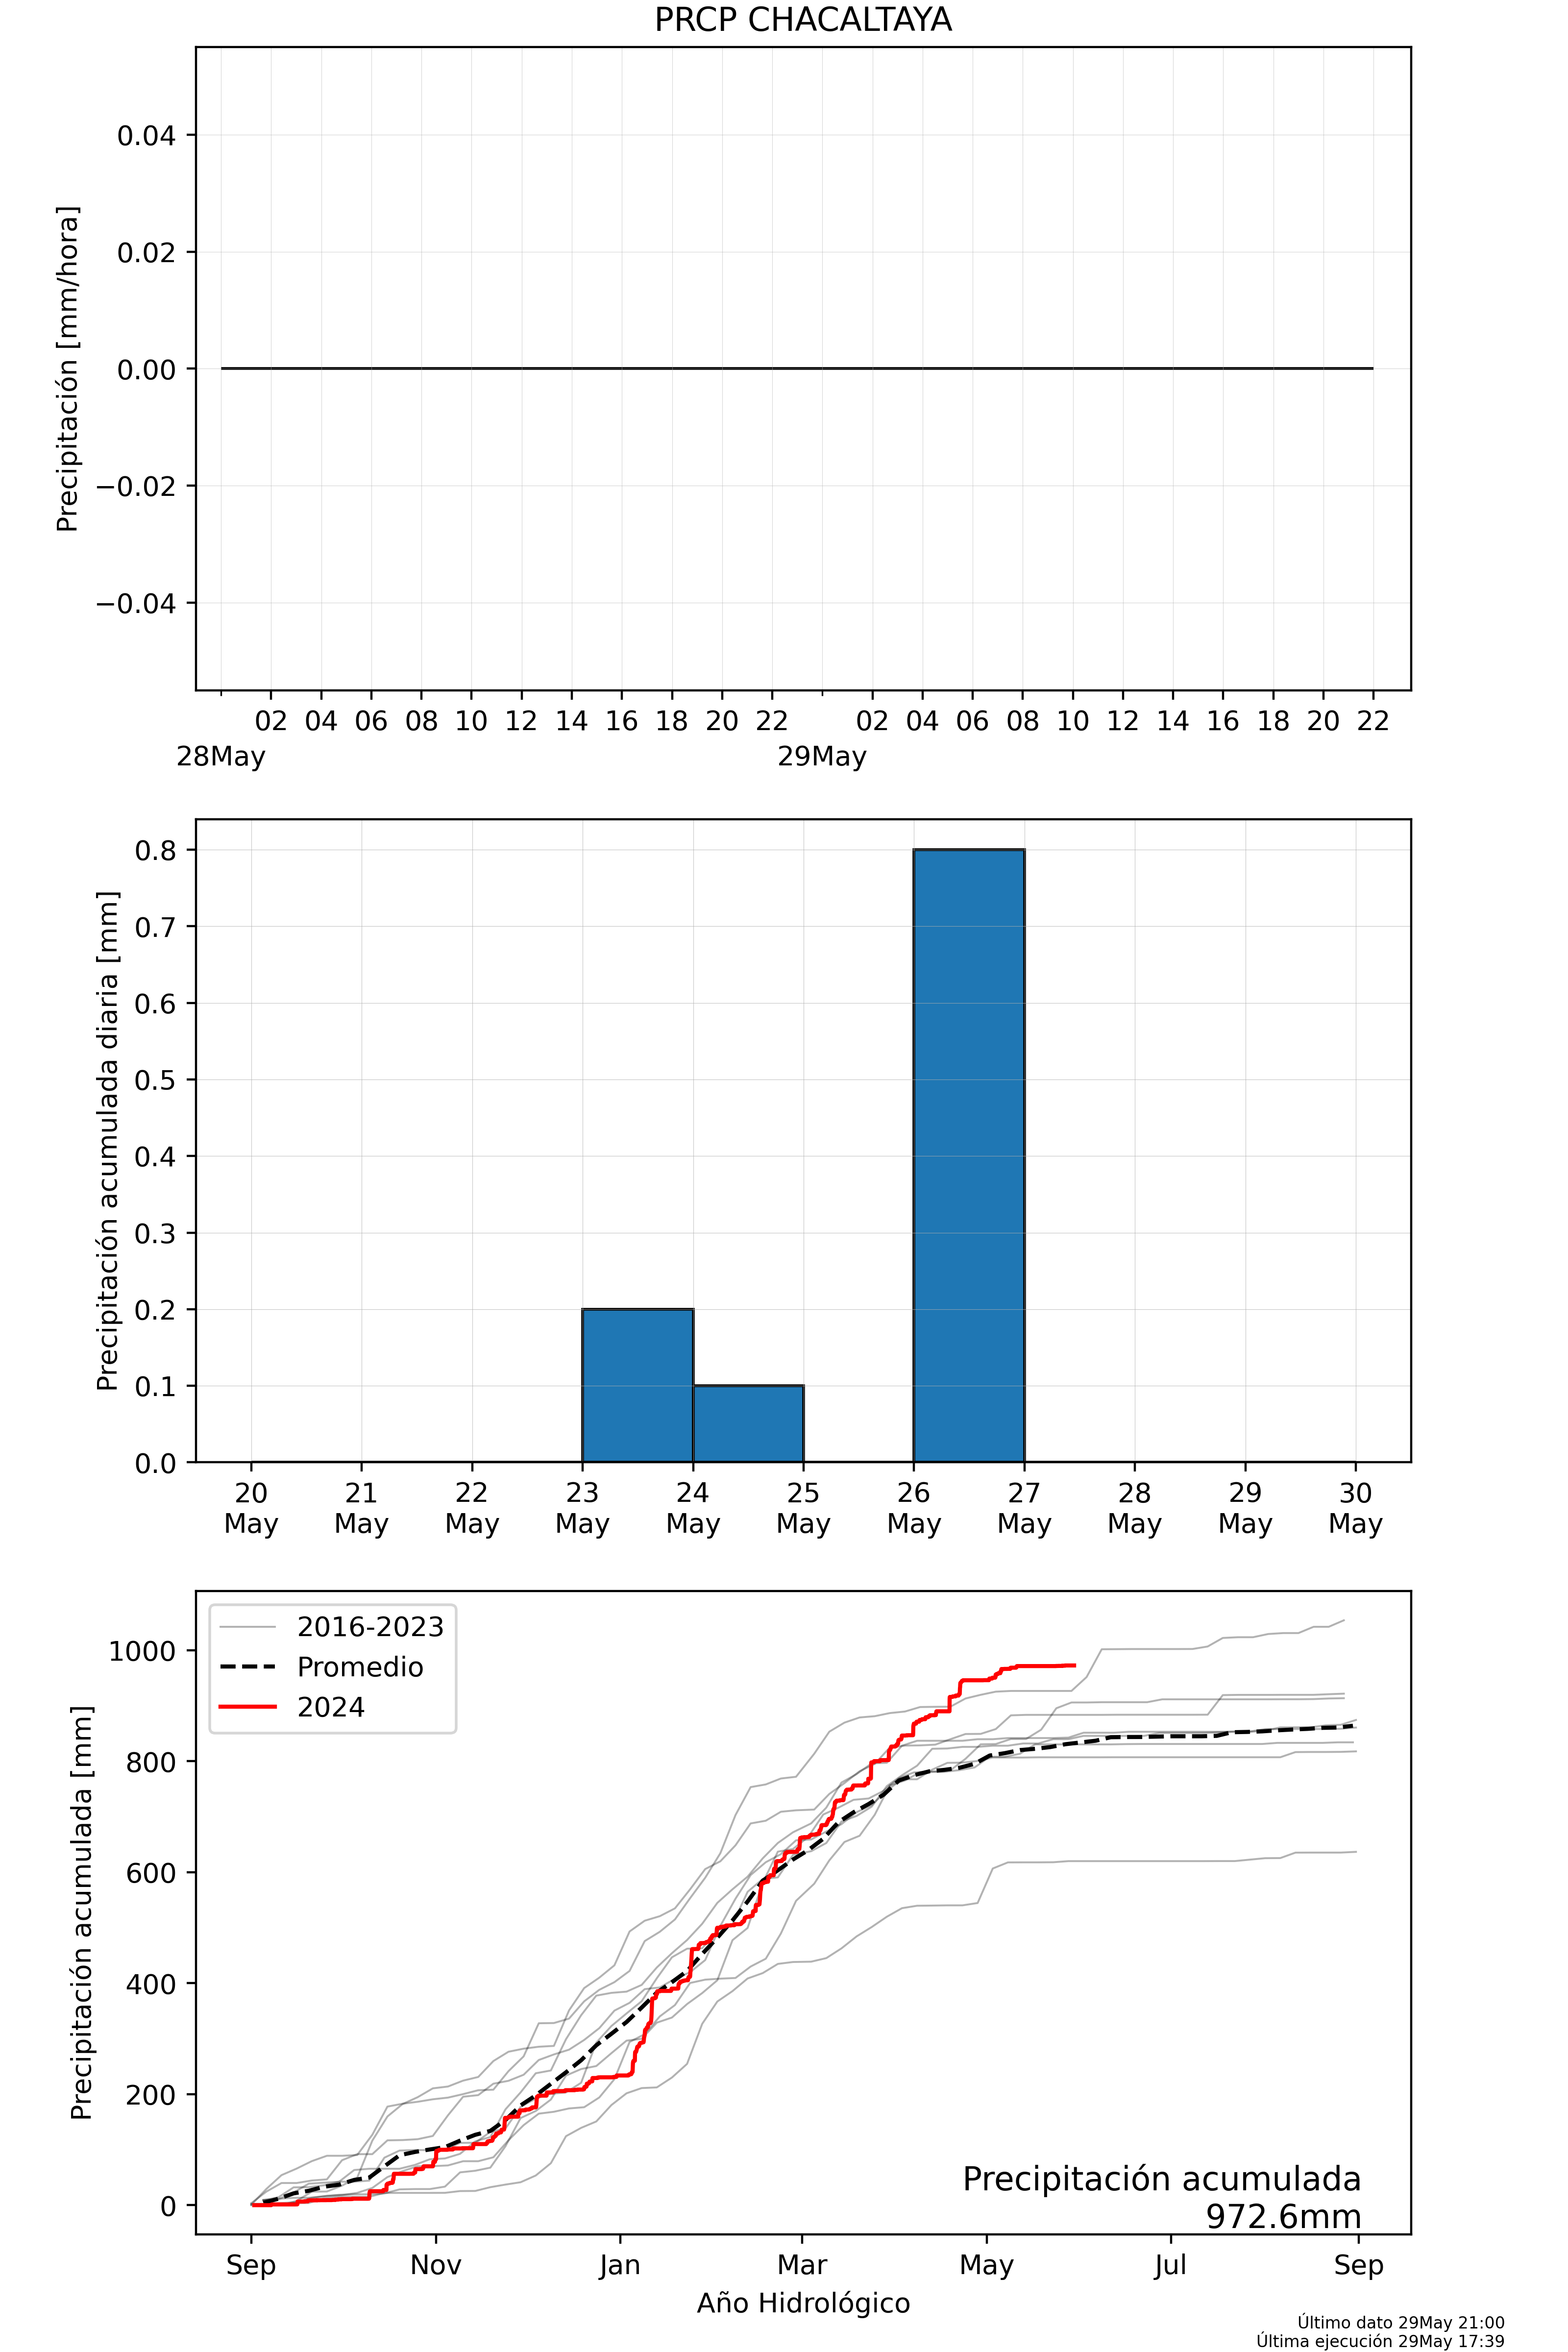 PRCP CHACALTAYA
Precipitación [mm/hora]
0.04
0.02
0.00
−0.02
−0.04
02 04 06 08 10 12 14 16 18 20 22 02 04 06 08 10 12 14 16 18 20 22
28May 29May
Precipitación acumulada diaria [mm]
0.8
0.7
0.6
0.5
0.4
0.3
0.2
0.1
0.0
20 21 22 23 24 25 26 27 28 29 30
May May May May May May May May May May May
Precipitación acumulada [mm]
1000
800
600
400
200
0
2016-2023
Promedio
2024
Precipitación acumulada
972.6mm
Sep Nov Jan Mar May Jul Sep
Año Hidrológico
Último dato 29May 21:00
Última ejecución 29May 17:39